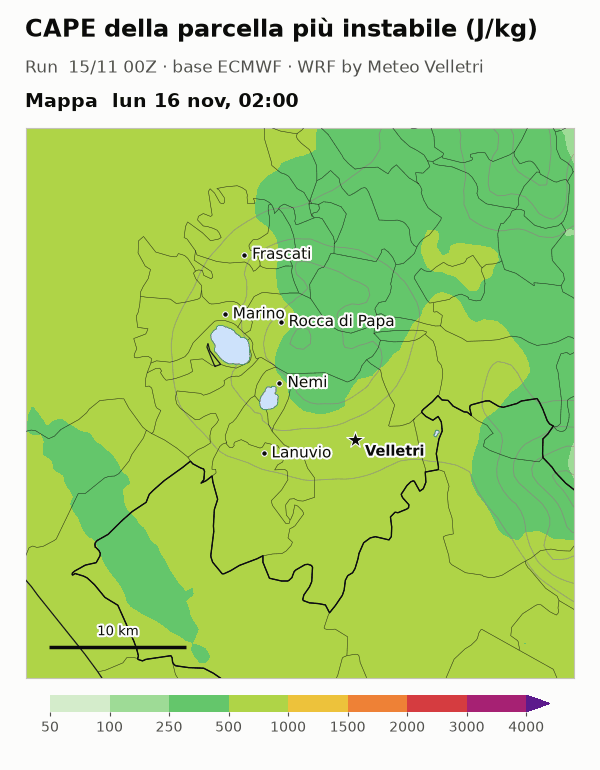 CAPE della parcella più instabile (J/kg)
Run  15/11 00Z · base ECMWF · WRF by Meteo Velletri
Mappa  lun 16 nov, 02:00
Frascati
Marino
Rocca di Papa
Nemi
Velletri
Lanuvio
10 km
50 100 250 500 1000 1500 2000 3000 4000